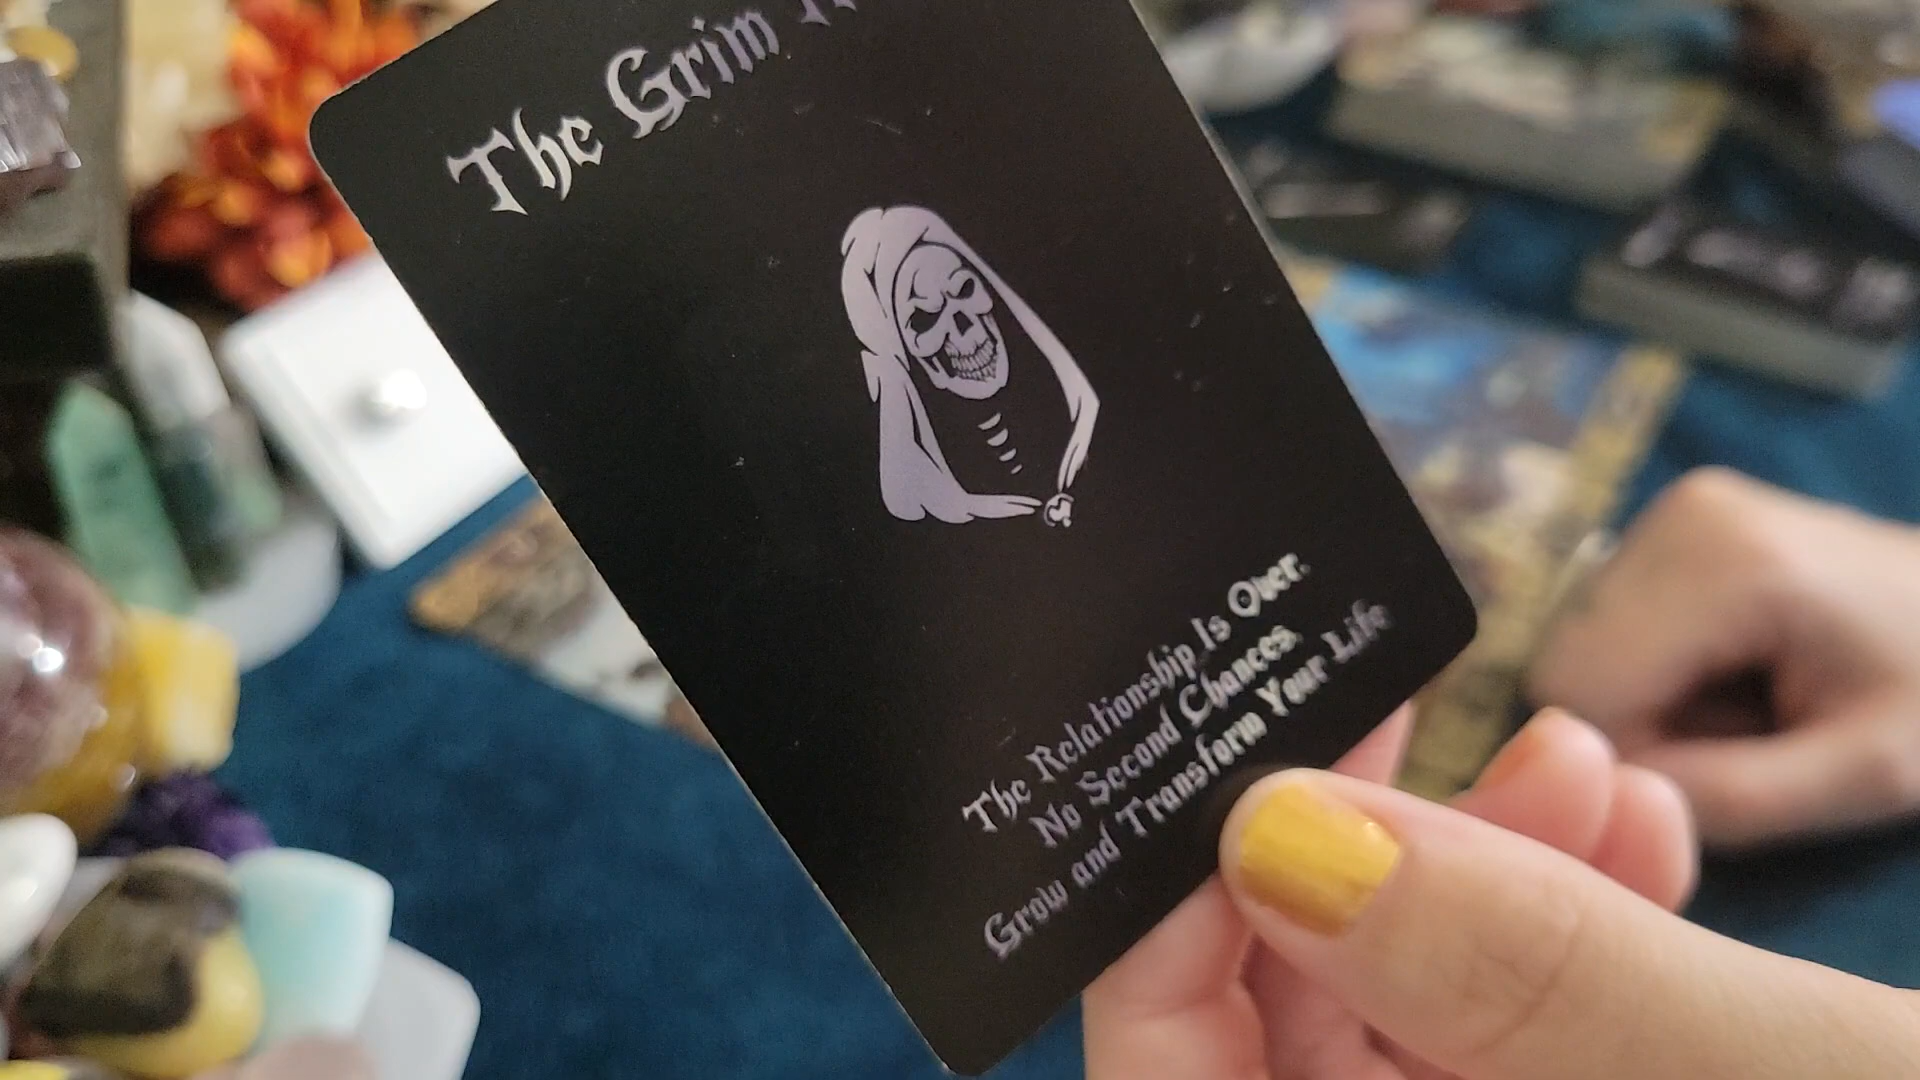 The Grim
The Relationship Is Over.
No Second Chances.
Grow and Transform Your Life